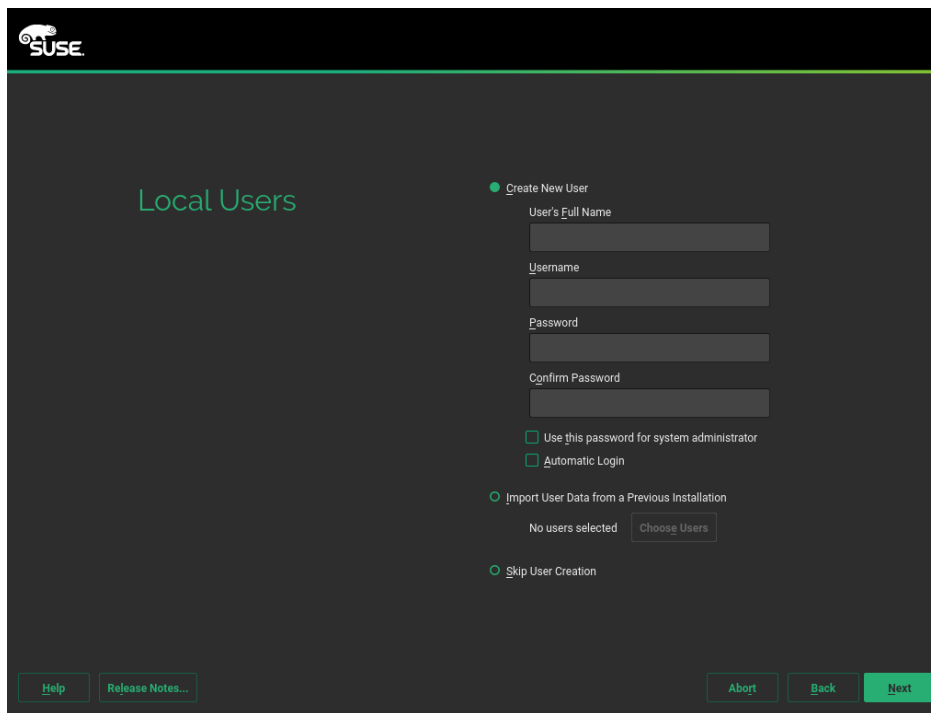 SUSE.
Local Users
Create New User
User's Full Name
Username
Password
Confirm Password
Use this password for system administrator
Automatic Login
Import User Data from a Previous Installation
No users selected Choose Users
Skip User Creation
Help Release Notes... Abort Back Next